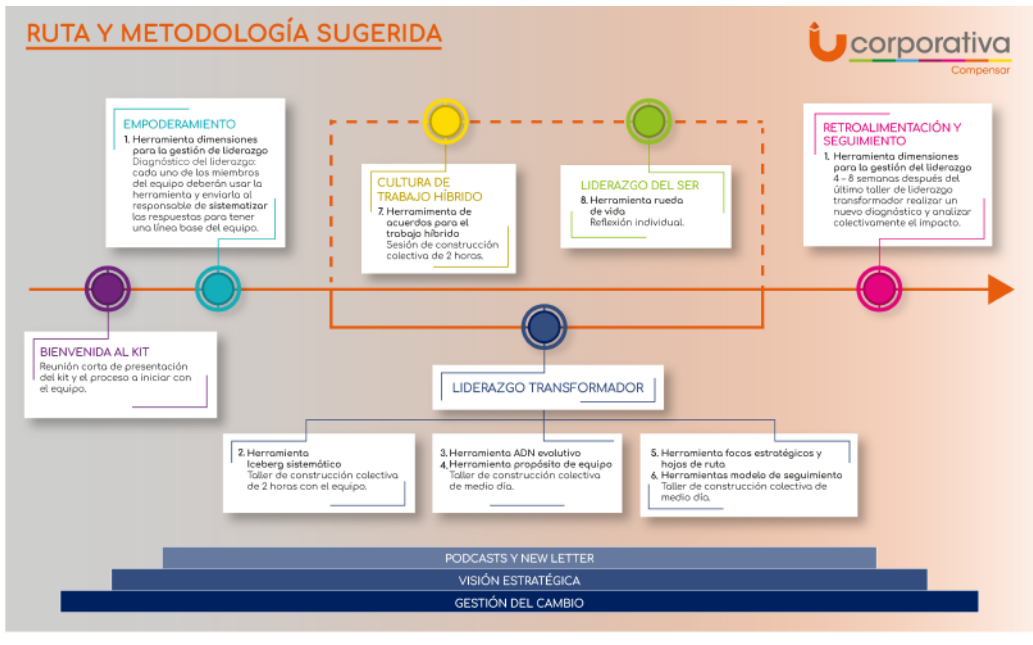 RUTA Y METODOLOGÍA SUGERIDA
Ucorporativa
Compensar
EMPODERAMIENTO
1. Herramienta dimensiones
para la gestión de liderazgo
Diagnóstico del liderazgo:
cada uno de los miembros
del equipo deberán usar la
herramienta y enviarla al
responsable de sistematizar
las respuestas para tener
una línea base del equipo.
CULTURA DE
TRABAJO HÍBRIDO
7. Herramimenta de
acuerdos para el
trabajo híbrido
Sesión de construcción
colectiva de 2 horas.
LIDERAZGO DEL SER
8. Herramienta rueda
de vida
Reflexión individual.
RETROALIMENTACIÓN Y
SEGUIMIENTO
1. Herramienta dimensiones
para la gestión del liderazgo
4 – 8 semanas después del
último taller de liderazgo
transformador realizar un
nuevo diagnóstico y analizar
colectivamente el impacto.
BIENVENIDA AL KIT
Reunión corta de presentación
del kit y el proceso a iniciar con
el equipo.
LIDERAZGO TRANSFORMADOR
2. Herramienta
Iceberg sistemático
Taller de construcción colectiva
de 2 horas con el equipo.
3. Herramienta ADN evolutivo
4. Herramienta propósito de equipo
Taller de construcción colectiva
de medio día.
5. Herramienta focos estratégicos y
hojas de ruta
6. Herramientas modelo de seguimiento
Taller de construcción colectiva de
medio día.
PODCASTS Y NEW LETTER
VISIÓN ESTRATÉGICA
GESTIÓN DEL CAMBIO